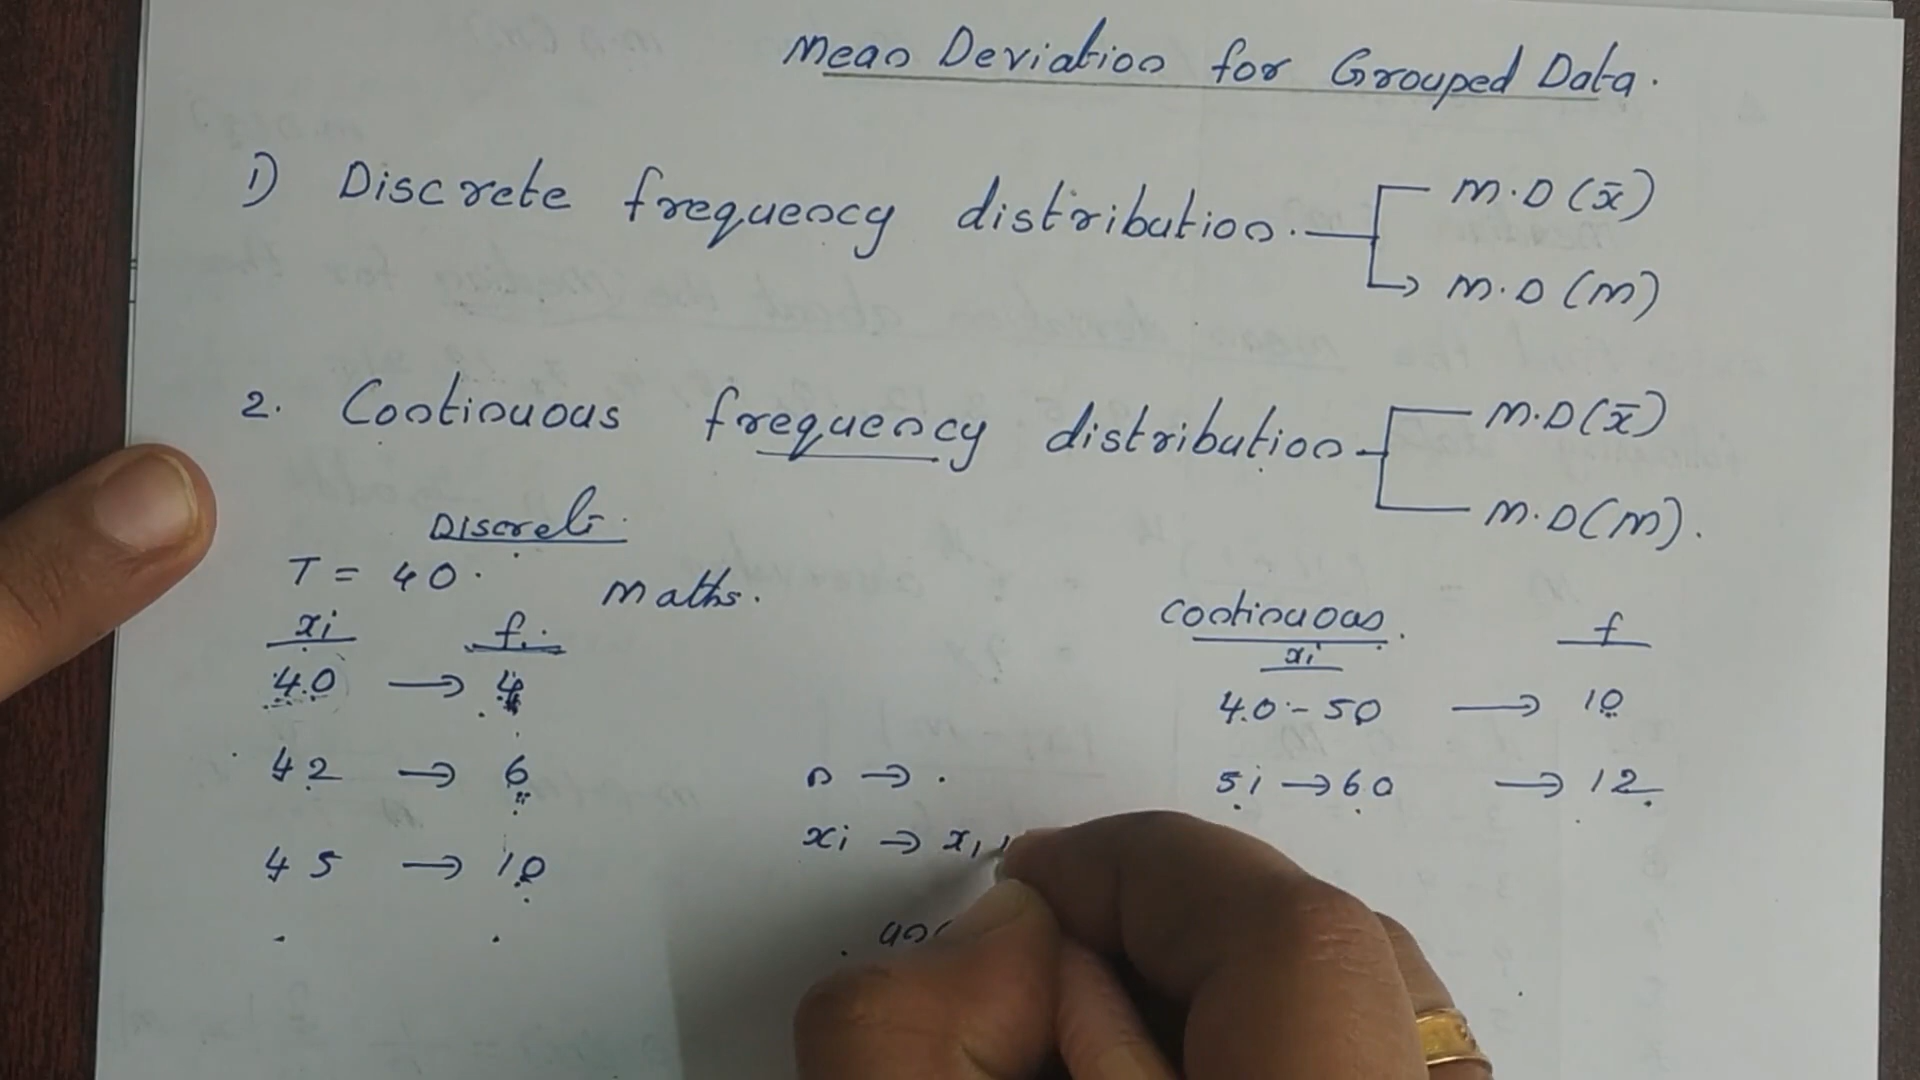 Mean Deviation for Grouped Data.
1) Discrete frequency distribution.
M.D (x̄)
→ M.D (M)
2. Continuous frequency distribution
M.D(x̄)
M.D(M).
Discrete.
T = 40.
Maths.
xi f.
40 → 4
42 → 6
45 → 10
n → .
xi → x1,
Continuous.
xi f
40 - 50 → 10
51 → 60 → 12